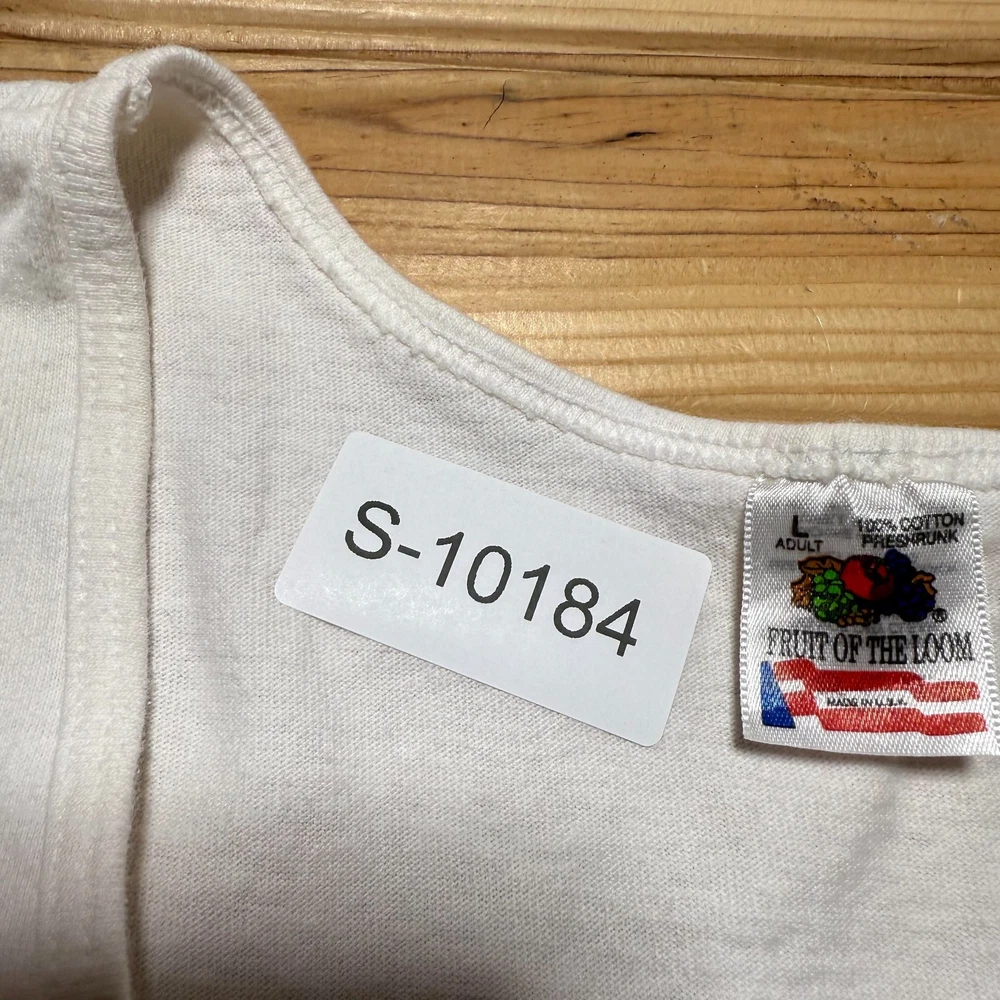 S-10184
L
ADULT
100% COTTON
PRESHRUNK
®
FRUIT OF THE LOOM
MADE IN U.S.A.